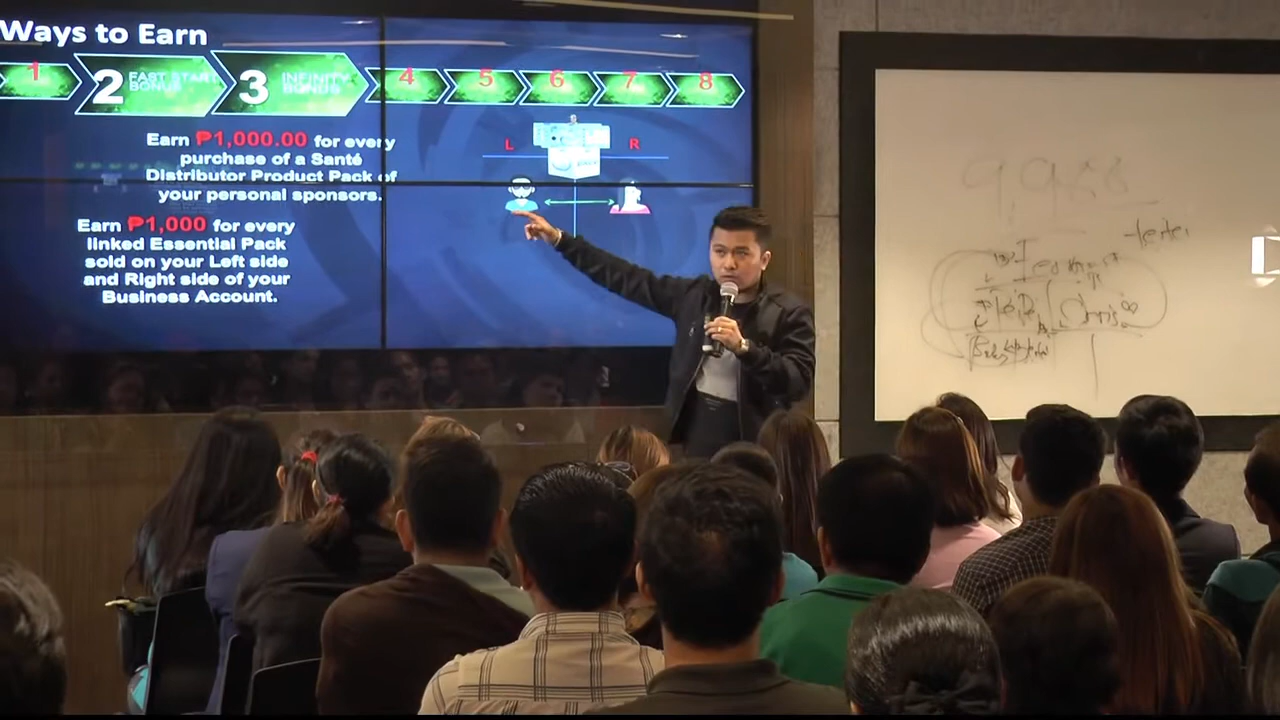 Ways to Earn
1
2 FAST START BONUS
3 INFINITY BONUS
4 5 6 7 8
Earn ₱1,000.00 for every
purchase of a Santé
Distributor Product Pack of
your personal sponsors.
Earn ₱1,000 for every
linked Essential Pack
sold on your Left side
and Right side of your
Business Account.
L R